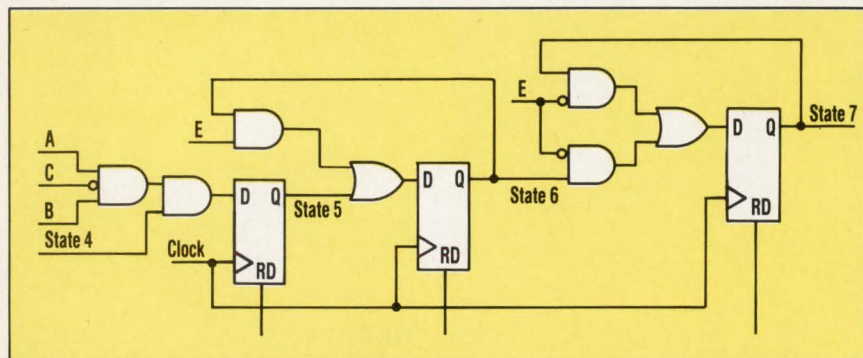 A
C
B
State 4
E
Clock
D Q
RD
State 5
D Q
RD
State 6
E
D Q
RD
State 7